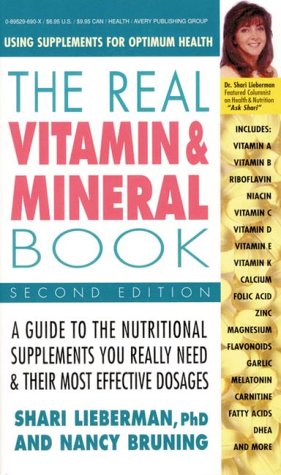 0-89529-690-X / $6.95 U.S. / $9.95 CAN / HEALTH / AVERY PUBLISHING GROUP
USING SUPPLEMENTS FOR OPTIMUM HEALTH
THE REAL
VITAMIN &
MINERAL
BOOK
SECOND EDITION
A GUIDE TO THE NUTRITIONAL
SUPPLEMENTS YOU REALLY NEED
& THEIR MOST EFFECTIVE DOSAGES
SHARI LIEBERMAN, PhD
AND NANCY BRUNING
Dr. Shari Lieberman
Featured Columnist
on Health & Nutrition
"Ask Shari"
INCLUDES:
VITAMIN A
VITAMIN B
RIBOFLAVIN
NIACIN
VITAMIN C
VITAMIN D
VITAMIN E
VITAMIN K
CALCIUM
FOLIC ACID
ZINC
MAGNESIUM
FLAVONOIDS
GARLIC
MELATONIN
CARNITINE
FATTY ACIDS
DHEA
AND MORE